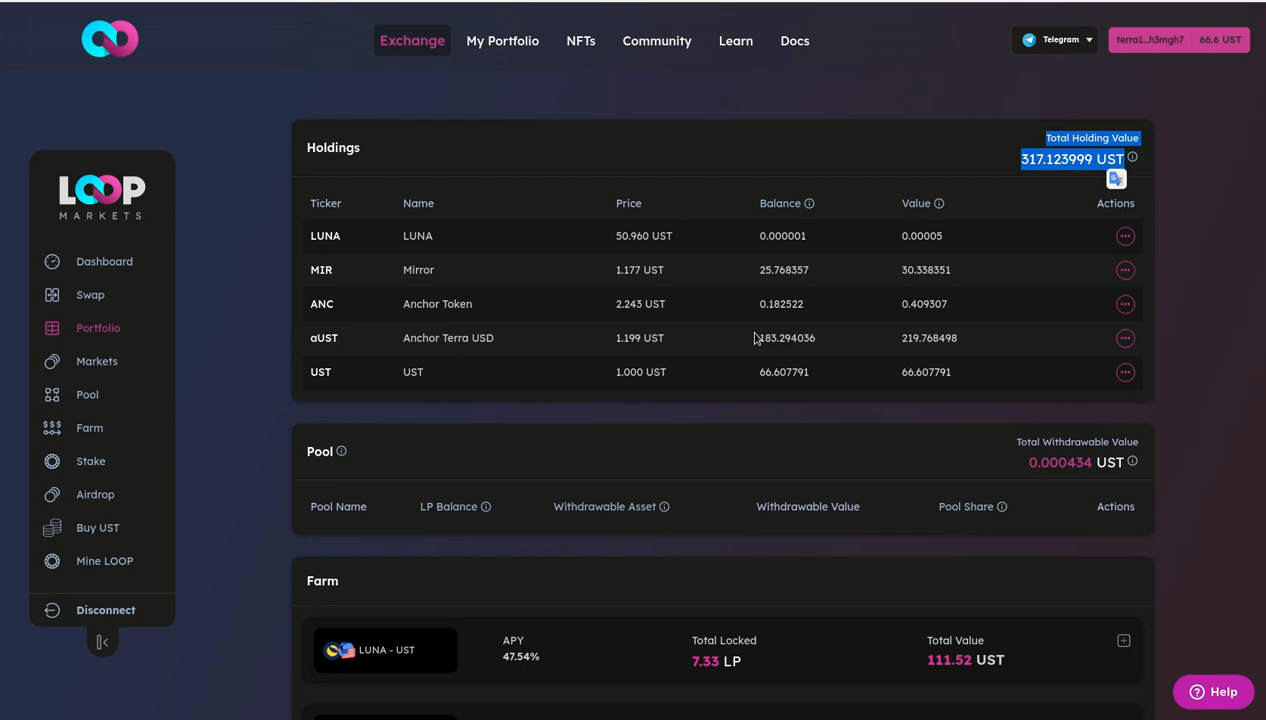 Exchange My Portfolio NFTs Community Learn Docs Telegram terra1...h3mgh7 66.6 UST
LOOP
MARKETS
Dashboard
Swap
Portfolio
Markets
Pool
Farm
Stake
Airdrop
Buy UST
Mine LOOP
Disconnect
Holdings
Total Holding Value
317.123999 UST
Ticker Name Price Balance Value Actions
LUNA LUNA 50.960 UST 0.000001 0.00005
MIR Mirror 1.177 UST 25.768357 30.338351
ANC Anchor Token 2.243 UST 0.182522 0.409307
aUST Anchor Terra USD 1.199 UST 183.294036 219.768498
UST UST 1.000 UST 66.607791 66.607791
Pool
Total Withdrawable Value
0.000434 UST
Pool Name LP Balance Withdrawable Asset Withdrawable Value Pool Share Actions
Farm
LUNA - UST
APY
47.54%
Total Locked
7.33 LP
Total Value
111.52 UST
Help